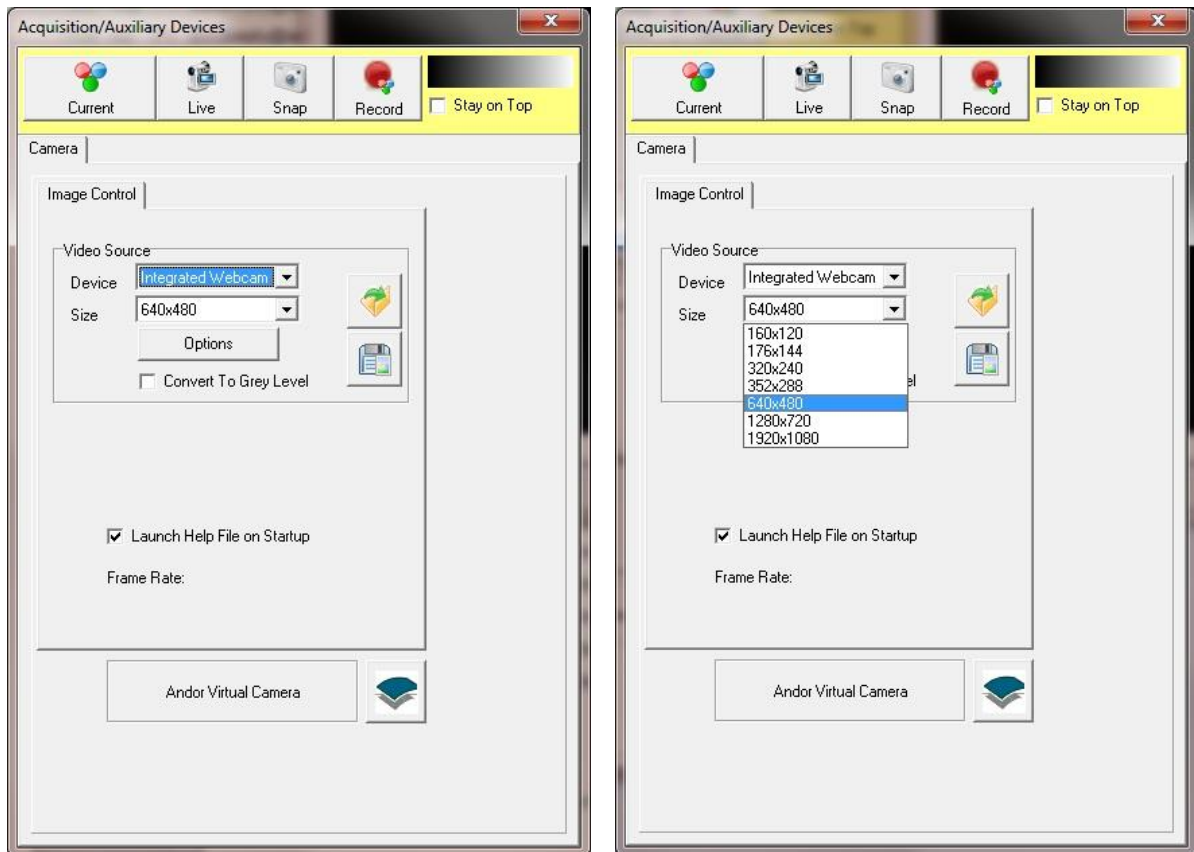 Acquisition/Auxiliary Devices
Current Live Snap Record
Stay on Top
Camera
Image Control
Video Source
Device Integrated Webcam
Size 640x480
Options
Convert To Grey Level
Launch Help File on Startup
Frame Rate:
Andor Virtual Camera
Acquisition/Auxiliary Devices
Current Live Snap Record
Stay on Top
Camera
Image Control
Video Source
Device Integrated Webcam
Size 640x480
160x120
176x144
320x240
352x288
640x480
1280x720
1920x1080
Launch Help File on Startup
Frame Rate:
Andor Virtual Camera